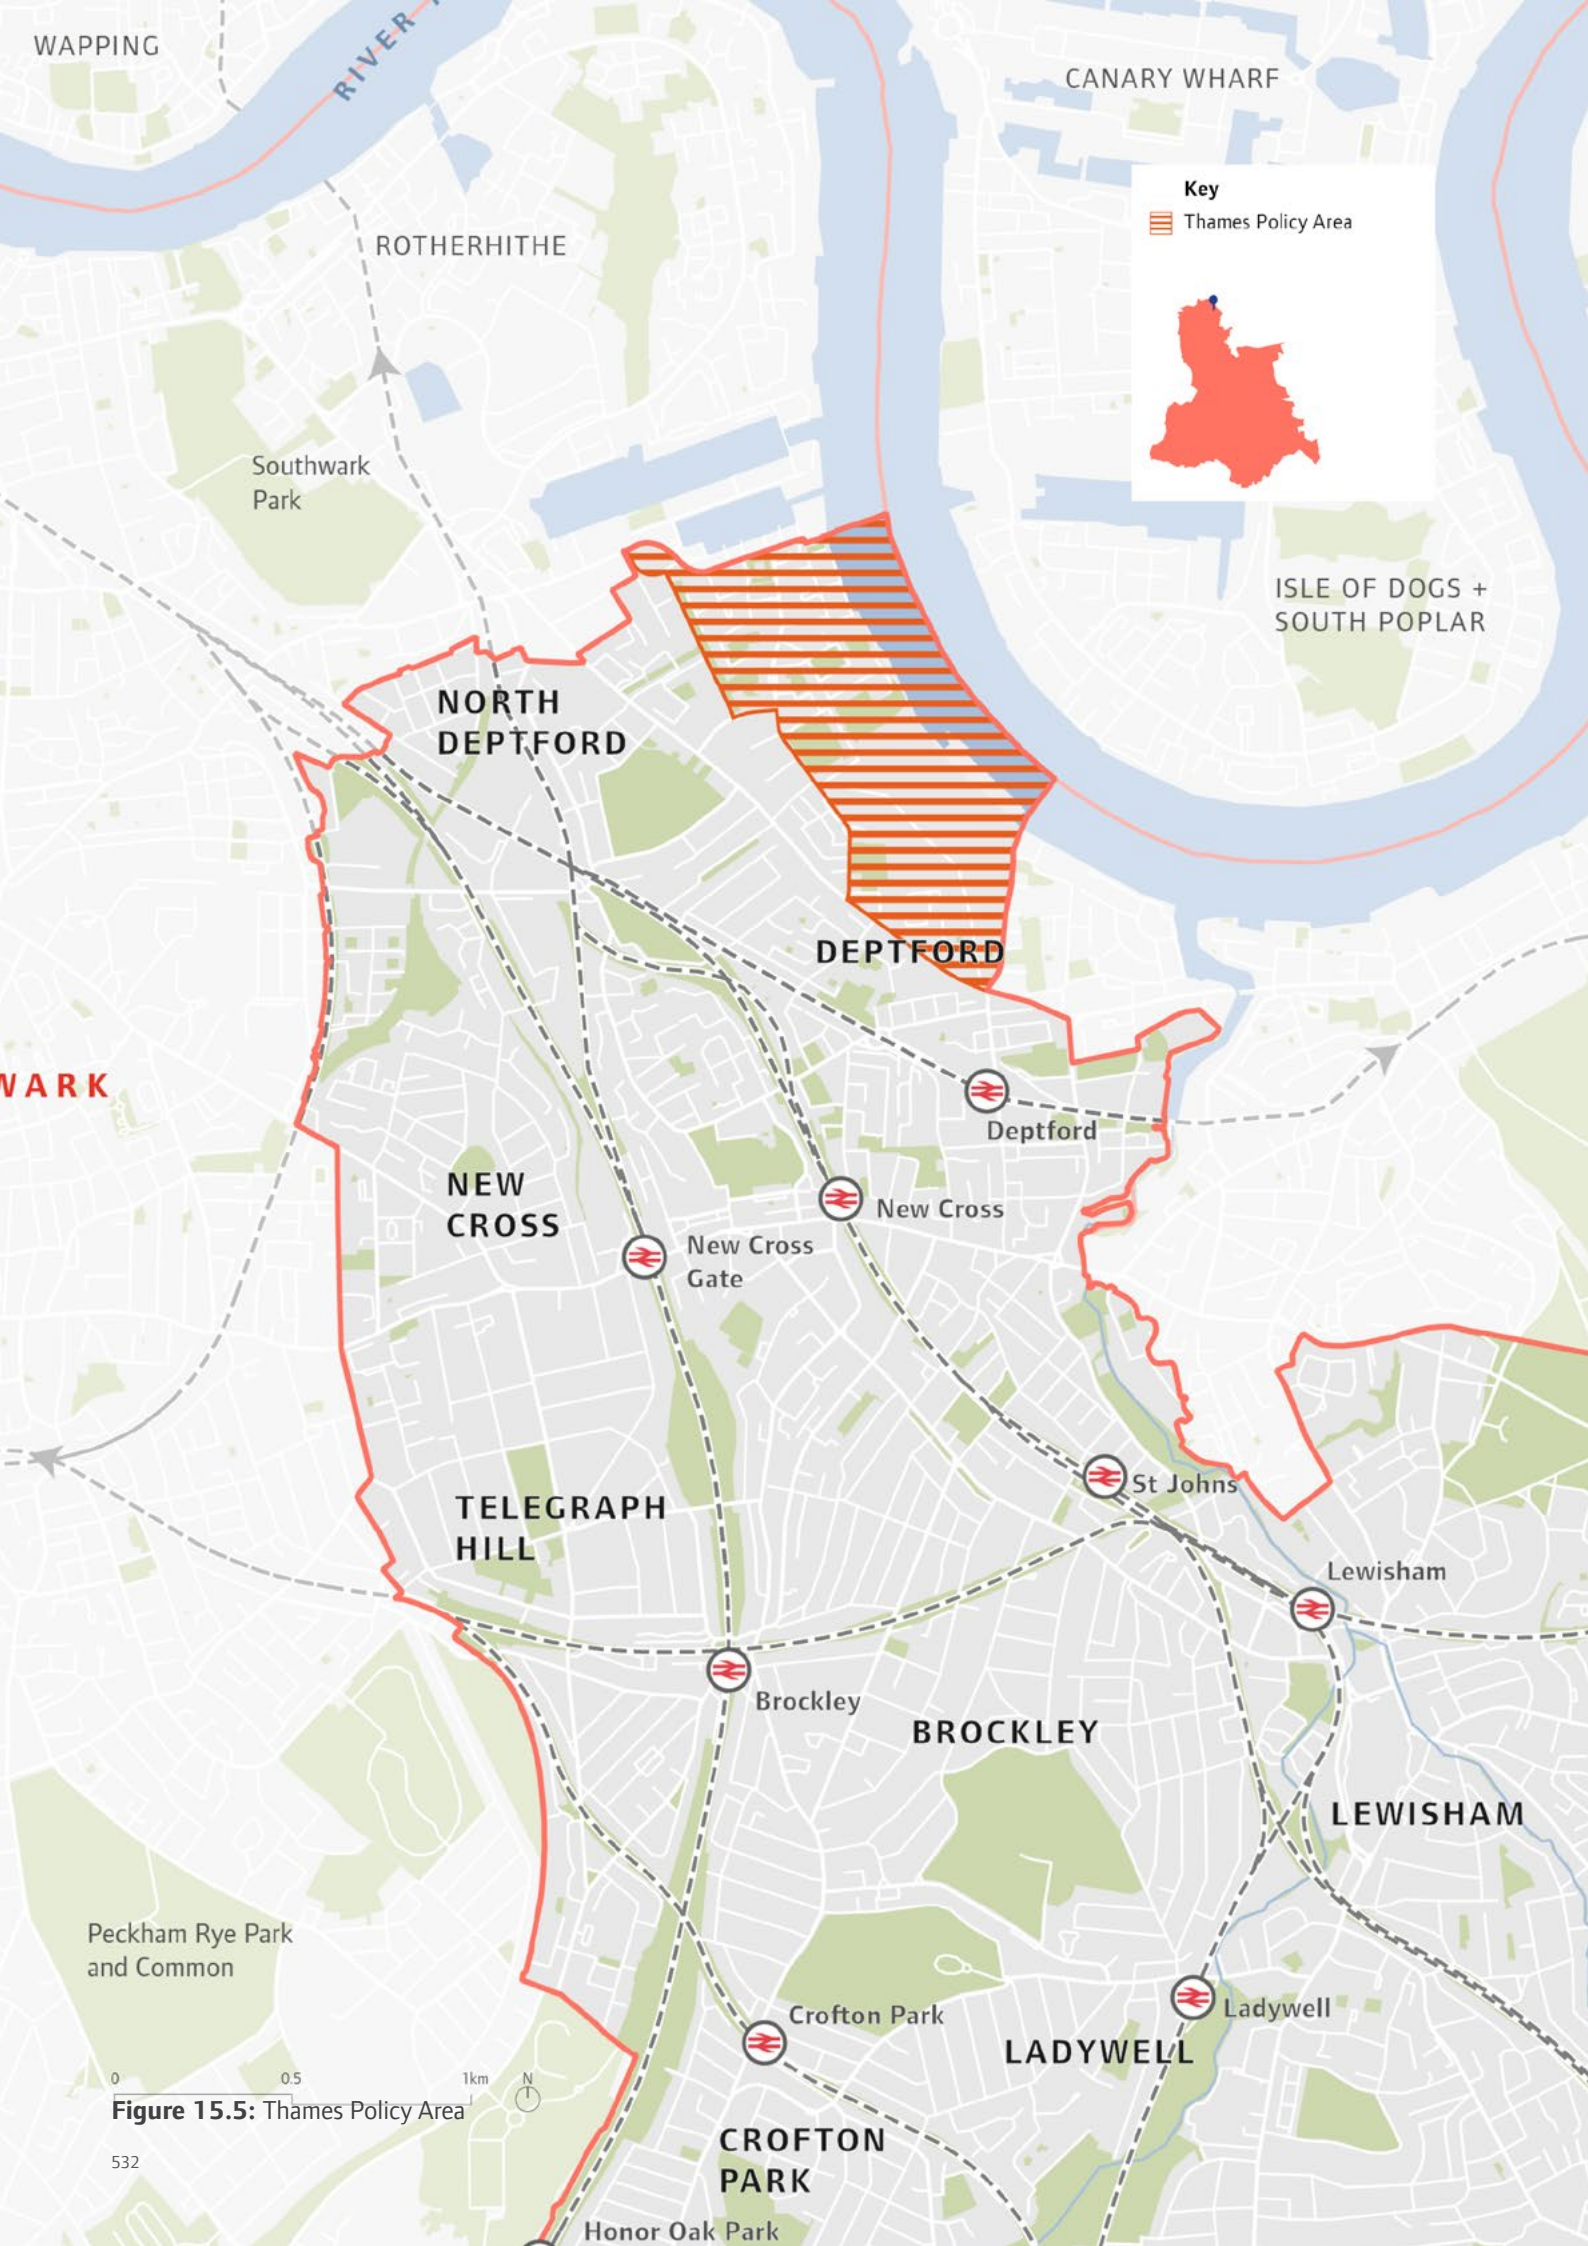 WAPPING
RIVER
CANARY WHARF
Key
Thames Policy Area
ROTHERHITHE
Southwark
Park
ISLE OF DOGS +
SOUTH POPLAR
NORTH
DEPTFORD
DEPTFORD
WARK
Deptford
NEW
CROSS
New Cross
New Cross
Gate
St Johns
TELEGRAPH
HILL
Lewisham
Brockley
BROCKLEY
LEWISHAM
Peckham Rye Park
and Common
Crofton Park
Ladywell
LADYWELL
0 0.5 1km N
Figure 15.5: Thames Policy Area
CROFTON
PARK
532
Honor Oak Park